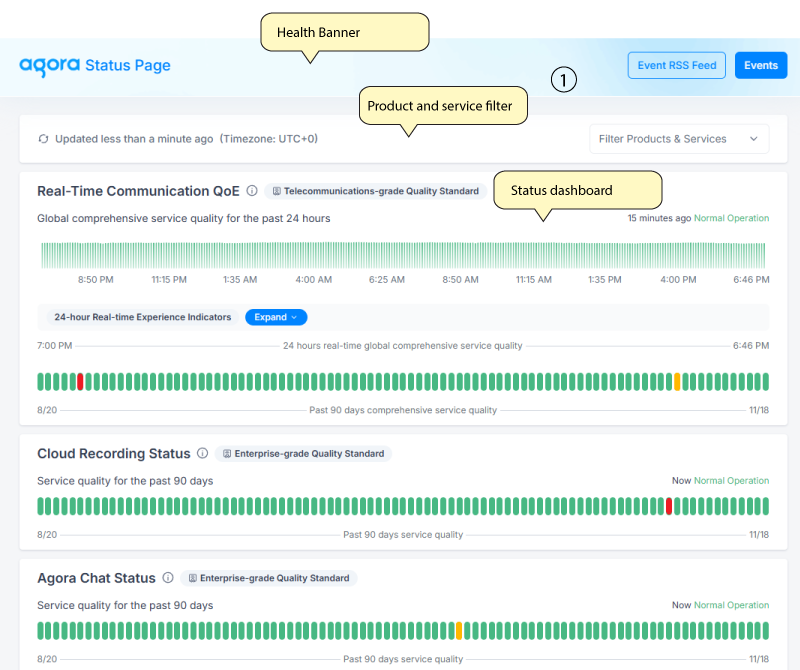 Health Banner
agora Status Page
Event RSS Feed
Events
1
Product and service filter
Updated less than a minute ago (Timezone: UTC+0)
Filter Products & Services
Real-Time Communication QoE
Telecommunications-grade Quality Standard
Status dashboard
Global comprehensive service quality for the past 24 hours
15 minutes ago Normal Operation
8:50 PM 11:15 PM 1:35 AM 4:00 AM 6:25 AM 8:50 AM 11:15 AM 1:35 PM 4:00 PM 6:46 PM
24-hour Real-time Experience Indicators
Expand
7:00 PM 24 hours real-time global comprehensive service quality 6:46 PM
8/20 Past 90 days comprehensive service quality 11/18
Cloud Recording Status
Enterprise-grade Quality Standard
Service quality for the past 90 days
Now Normal Operation
8/20 Past 90 days service quality 11/18
Agora Chat Status
Enterprise-grade Quality Standard
Service quality for the past 90 days
Now Normal Operation
8/20 Past 90 days service quality 11/18